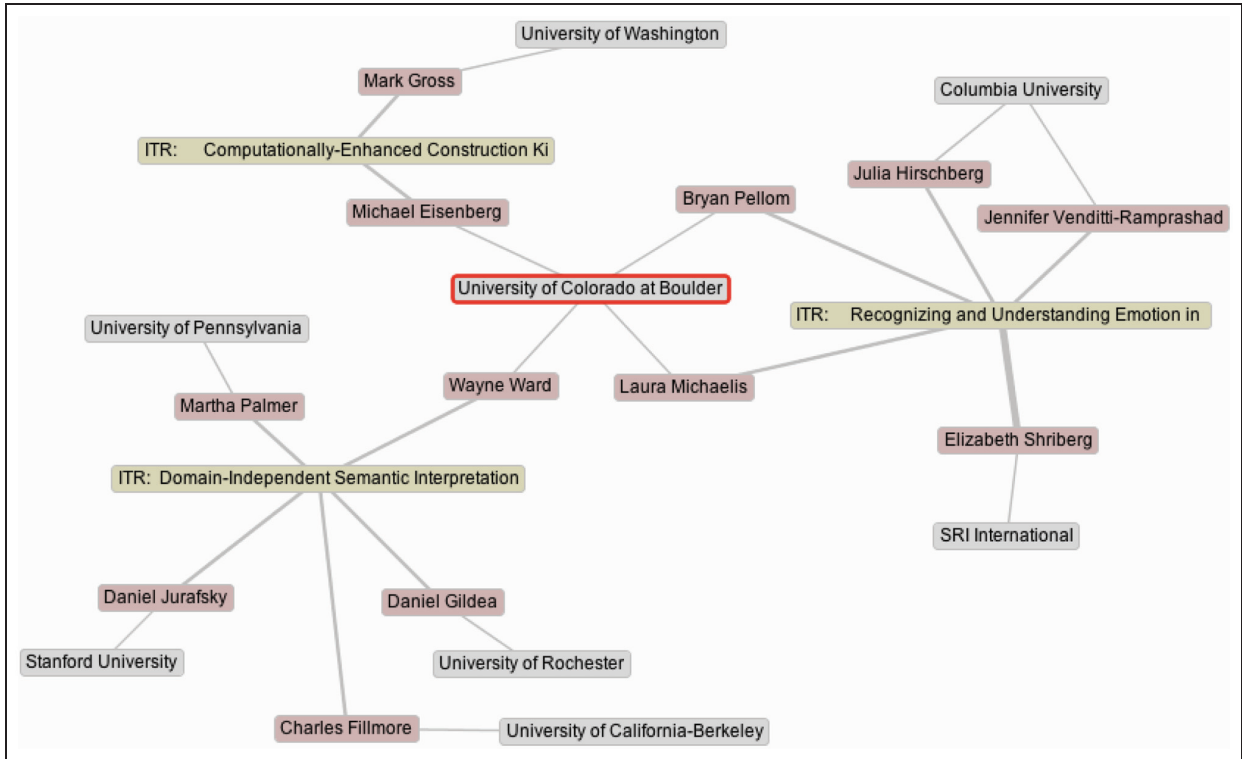 University of Washington
Mark Gross
Columbia University
ITR: Computationally-Enhanced Construction Ki
Julia Hirschberg
Bryan Pellom
Michael Eisenberg
Jennifer Venditti-Ramprashad
University of Colorado at Boulder
ITR: Recognizing and Understanding Emotion in
University of Pennsylvania
Wayne Ward
Laura Michaelis
Martha Palmer
Elizabeth Shriberg
ITR: Domain-Independent Semantic Interpretation
SRI International
Daniel Jurafsky
Daniel Gildea
Stanford University
University of Rochester
Charles Fillmore
University of California-Berkeley